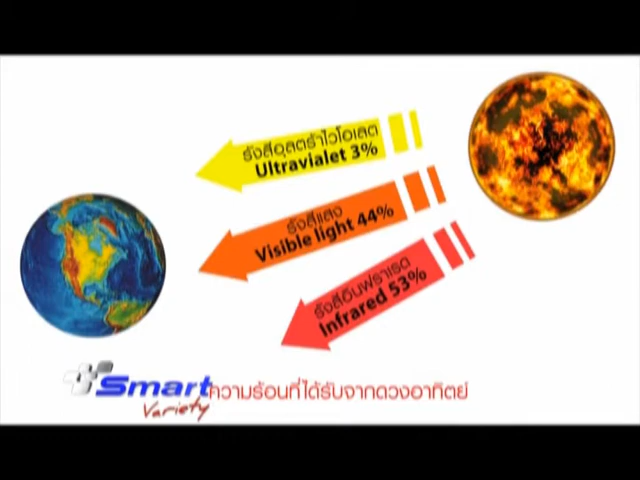 รังสีอุลตร้าไวโอเลต
Ultravialet 3%
รังสีแสง
Visible light 44%
รังสีอินฟราเรด
Infrared 53%
Smart
Variety
ความร้อนที่ได้รับจากดวงอาทิตย์